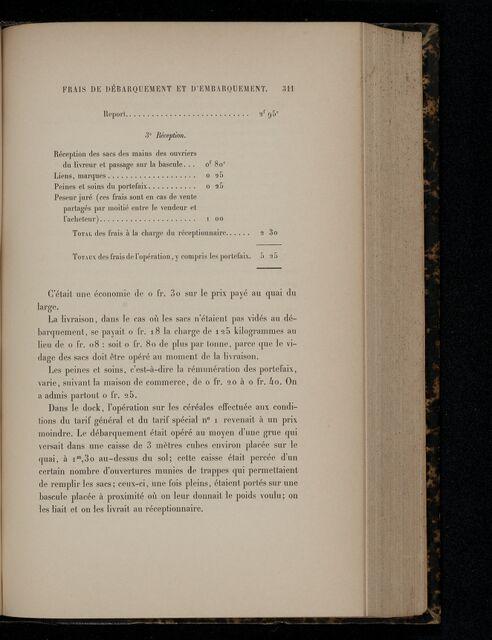 FRAIS DE DÉBARQUEMENT ET D'EMBARQUEMENT. 311
Report.......................... 2f 95c
3° Réception.
Réception des sacs des mains des ouvriers
du livreur et passage sur la bascule... 0f 80c
Liens, marques................... 0 25
Peines et soins du portefaix........... 0 25
Peseur juré (ces frais sont en cas de vente
partagés par moitié entre le vendeur et
l'acheteur)..................... 1 00
TOTAL des frais à la charge du réceptionnaire...... 2 30
TOTAUX des frais de l'opération, y compris les portefaix. 5 25
C'était une économie de 0 fr. 30 sur le prix payé au quai du
large.
La livraison, dans le cas où les sacs n'étaient pas vidés au dé-
barquement, se payait 0 fr. 18 la charge de 125 kilogrammes au
lieu de 0 fr. 08 : soit 0 fr. 80 de plus par tonne, parce que le vi-
dage des sacs doit être opéré au moment de la livraison.
Les peines et soins, c'est-à-dire la rémunération des portefaix,
varie, suivant la maison de commerce, de 0 fr. 20 à 0 fr. 40. On
a admis partout 0 fr. 25.
Dans le dock, l'opération sur les céréales effectuée aux condi-
tions du tarif général et du tarif spécial n° 1 revenait à un prix
moindre. Le débarquement était opéré au moyen d'une grue qui
versait dans une caisse de 3 mètres cubes environ placée sur le
quai, à 1m,30 au-dessus du sol; cette caisse était percée d'un
certain nombre d'ouvertures munies de trappes qui permettaient
de remplir les sacs; ceux-ci, une fois pleins, étaient portés sur une
bascule placée à proximité où on leur donnait le poids voulu; on
les liait et on les livrait au réceptionnaire.